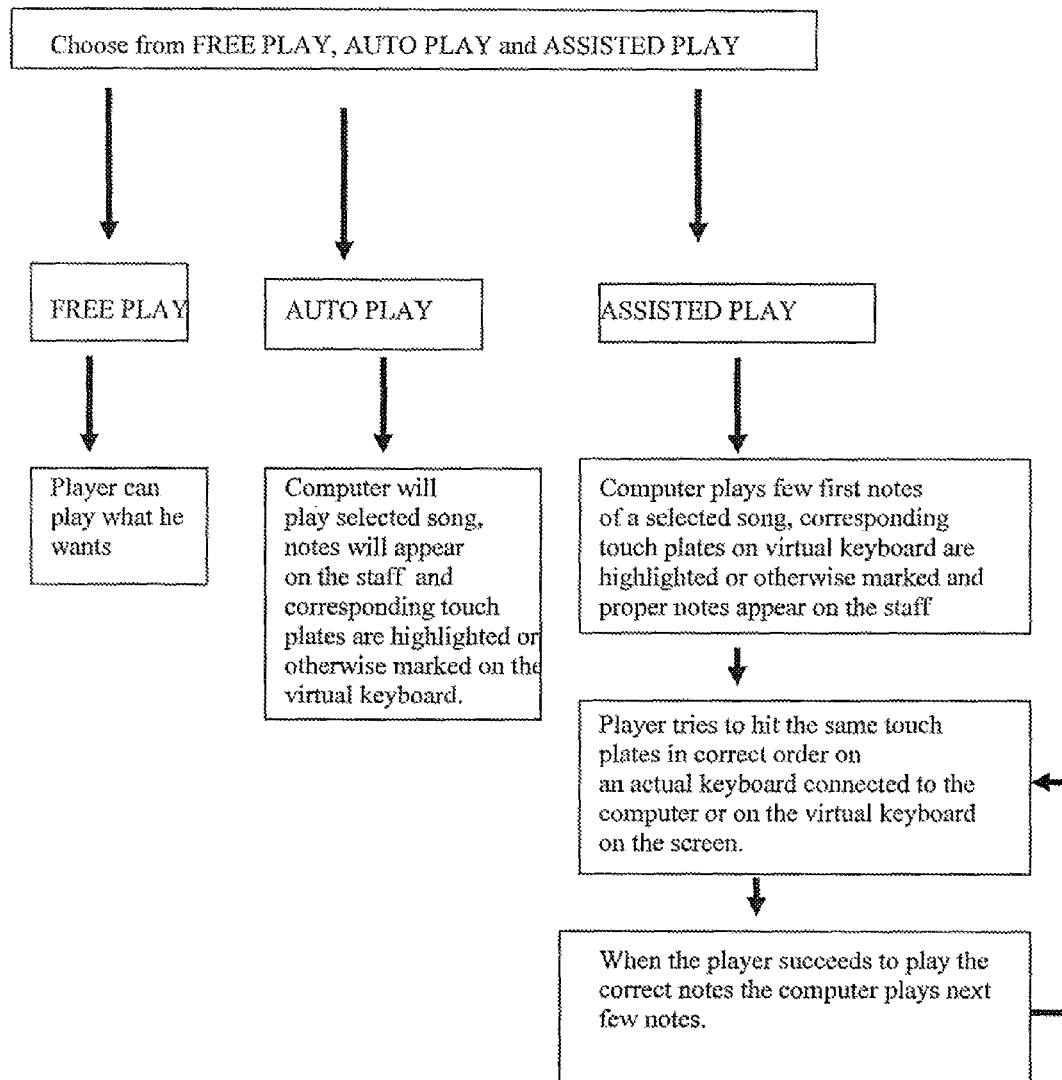 Choose from FREE PLAY, AUTO PLAY and ASSISTED PLAY
FREE PLAY
AUTO PLAY
ASSISTED PLAY
Player can
play what he
wants
Computer will
play selected song,
notes will appear
on the staff and
corresponding touch
plates are highlighted or
otherwise marked on the
virtual keyboard.
Computer plays few first notes
of a selected song, corresponding
touch plates on virtual keyboard are
highlighted or otherwise marked and
proper notes appear on the staff
Player tries to hit the same touch
plates in correct order on
an actual keyboard connected to the
computer or on the virtual keyboard
on the screen.
When the player succeeds to play the
correct notes the computer plays next
few notes.